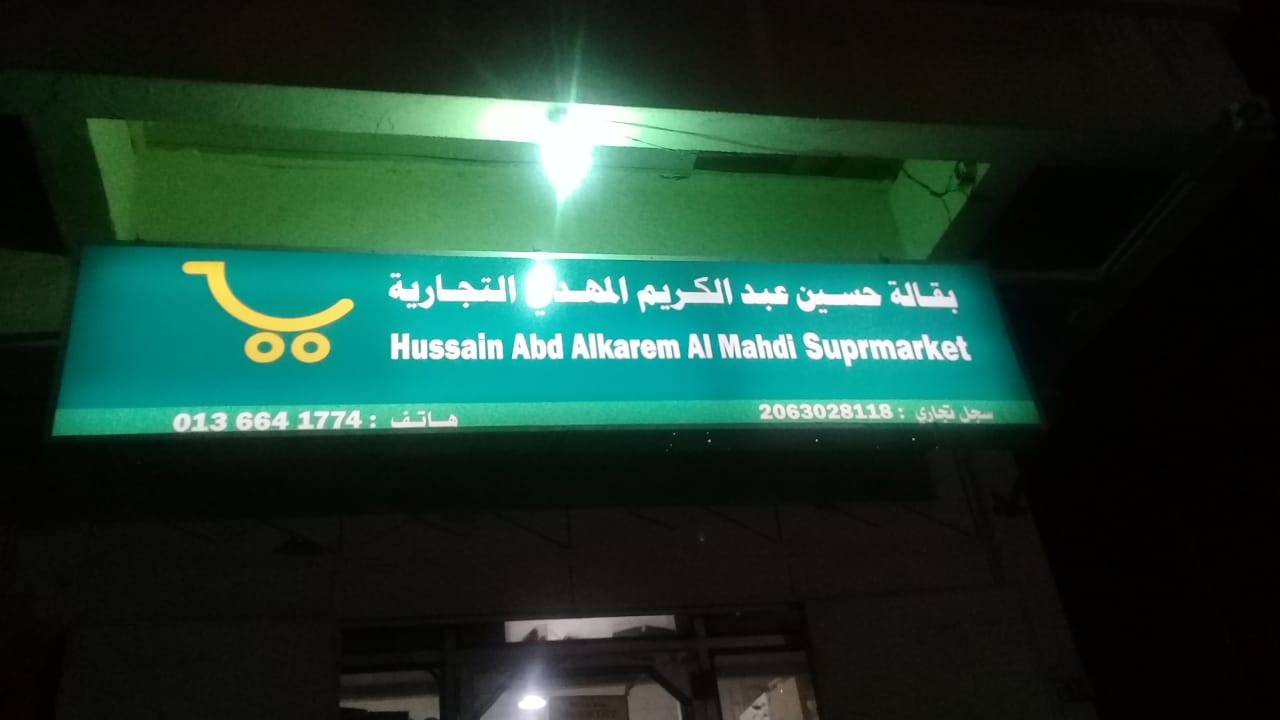 بقالة حسين عبد الكريم المهدي التجارية
Hussain Abd Alkarem Al Mahdi Suprmarket
سجل تجاري : 2063028118
هاتف : 013 664 1774